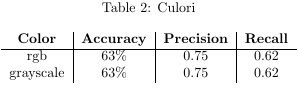 Table 2: Culori
Color Accuracy Precision Recall
rgb 63% 0.75 0.62
grayscale 63% 0.75 0.62